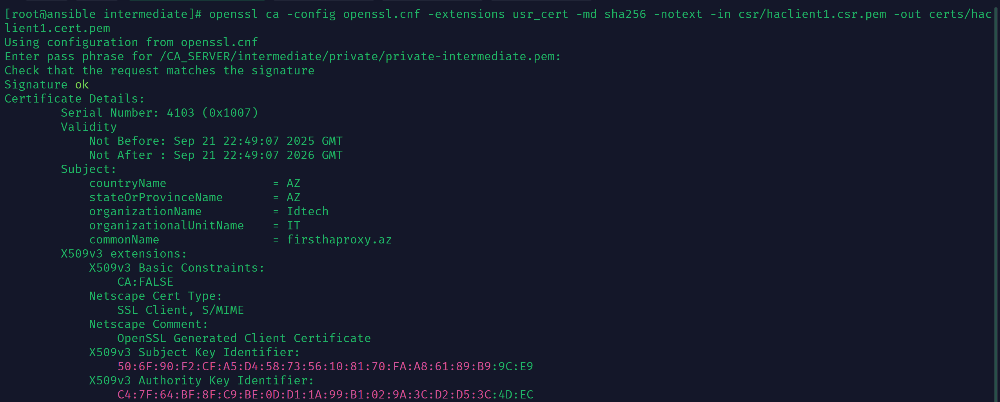 [root@ansible intermediate]# openssl ca -config openssl.cnf -extensions usr_cert -md sha256 -notext -in csr/haclient1.csr.pem -out certs/hac
lient1.cert.pem
Using configuration from openssl.cnf
Enter pass phrase for /CA_SERVER/intermediate/private/private-intermediate.pem:
Check that the request matches the signature
Signature ok
Certificate Details:
        Serial Number: 4103 (0x1007)
        Validity
            Not Before: Sep 21 22:49:07 2025 GMT
            Not After : Sep 21 22:49:07 2026 GMT
        Subject:
            countryName               = AZ
            stateOrProvinceName       = AZ
            organizationName          = Idtech
            organizationalUnitName    = IT
            commonName                = firsthaproxy.az
        X509v3 extensions:
            X509v3 Basic Constraints:
                CA:FALSE
            Netscape Cert Type:
                SSL Client, S/MIME
            Netscape Comment:
                OpenSSL Generated Client Certificate
            X509v3 Subject Key Identifier:
                50:6F:90:F2:CF:A5:D4:58:73:56:10:81:70:FA:A8:61:89:B9:9C:E9
            X509v3 Authority Key Identifier:
                C4:7F:64:BF:8F:C9:BE:0D:D1:1A:99:B1:02:9A:3C:D2:D5:3C:4D:EC